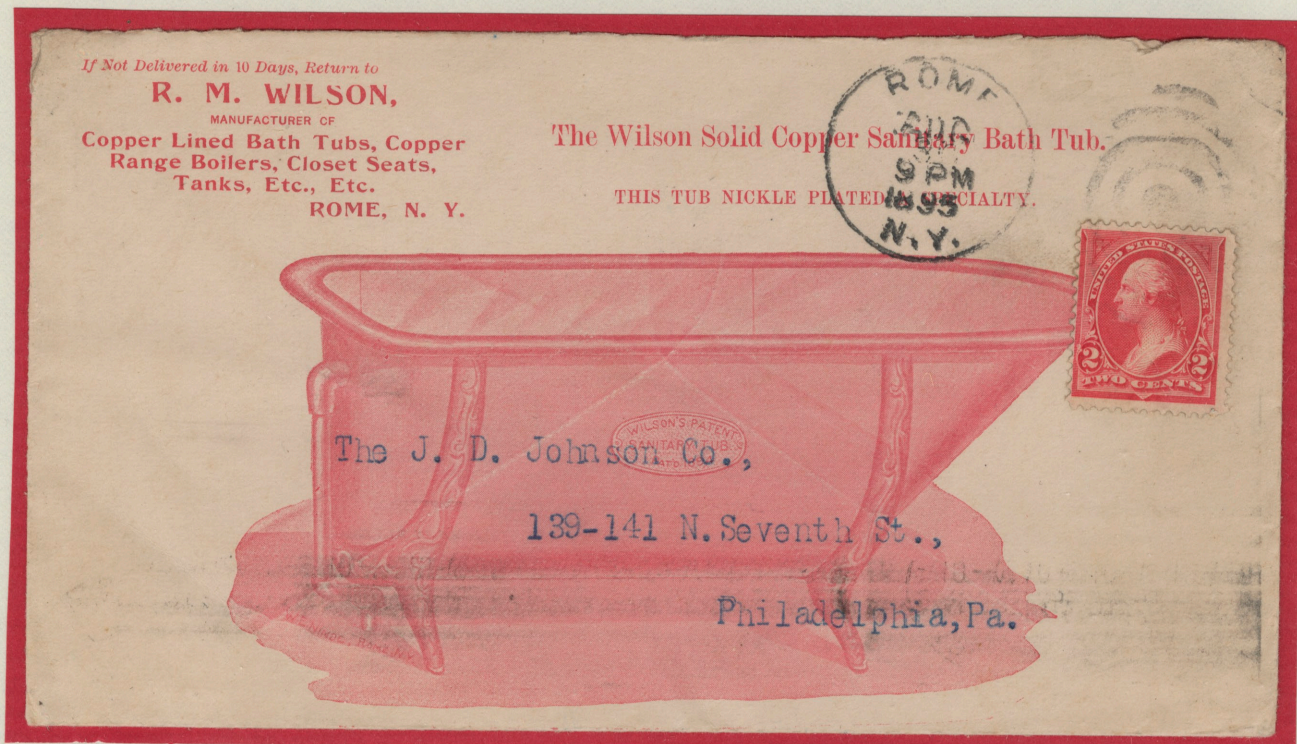 If Not Delivered in 10 Days, Return to
R. M. WILSON,
MANUFACTURER OF
Copper Lined Bath Tubs, Copper
Range Boilers, Closet Seats,
Tanks, Etc., Etc.
ROME, N. Y.
The Wilson Solid Copper Sanitary Bath Tub.
THIS TUB NICKLE PLATED A SPECIALTY.
ROME
AUG
9 PM
1895
N.Y.
UNITED STATES POSTAGE
2 2
TWO CENTS
WILSON'S PATENT
SANITARY TUB
The J. D. Johnson Co.,
139-141 N. Seventh St.,
Philadelphia, Pa.